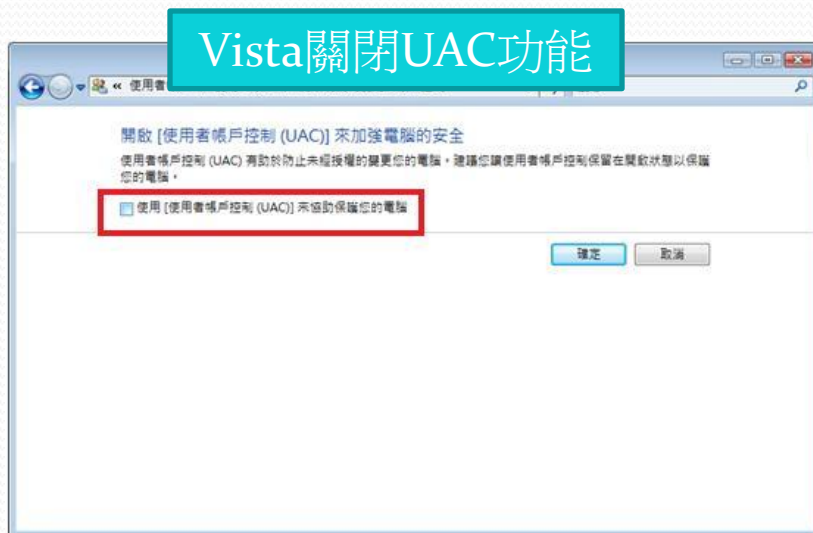 Vista關閉UAC功能
« 使用者
開啟 [使用者帳戶控制 (UAC)] 來加強電腦的安全
使用者帳戶控制 (UAC) 有助於防止未經授權的變更您的電腦。建議您讓使用者帳戶控制保留在開啟狀態以保護
您的電腦。
使用 [使用者帳戶控制 (UAC)] 來協助保護您的電腦
確定 取消